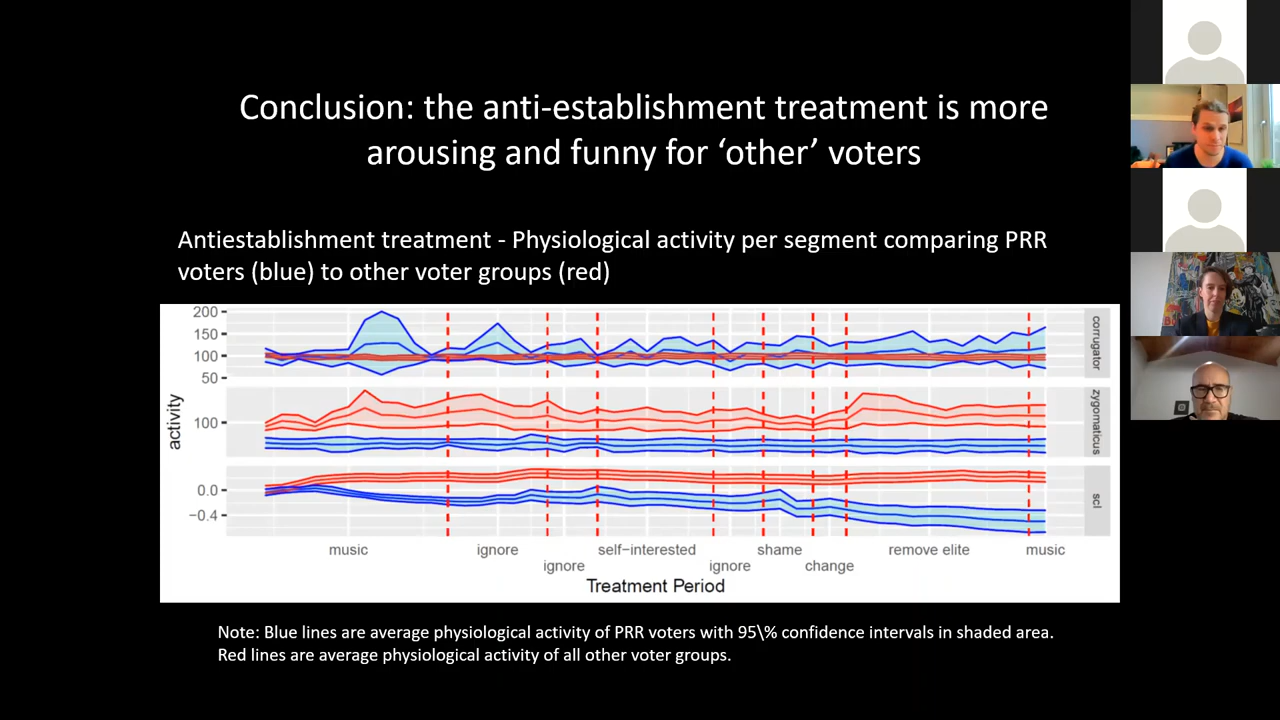 Conclusion: the anti-establishment treatment is more
arousing and funny for ‘other’ voters
Antiestablishment treatment - Physiological activity per segment comparing PRR
voters (blue) to other voter groups (red)
200
150
100
50
corrugator
100
zygomaticus
0.0
−0.4
scl
activity
music
ignore
ignore
self−interested
ignore
shame
change
remove elite
music
Treatment Period
Note: Blue lines are average physiological activity of PRR voters with 95\% confidence intervals in shaded area.
Red lines are average physiological activity of all other voter groups.